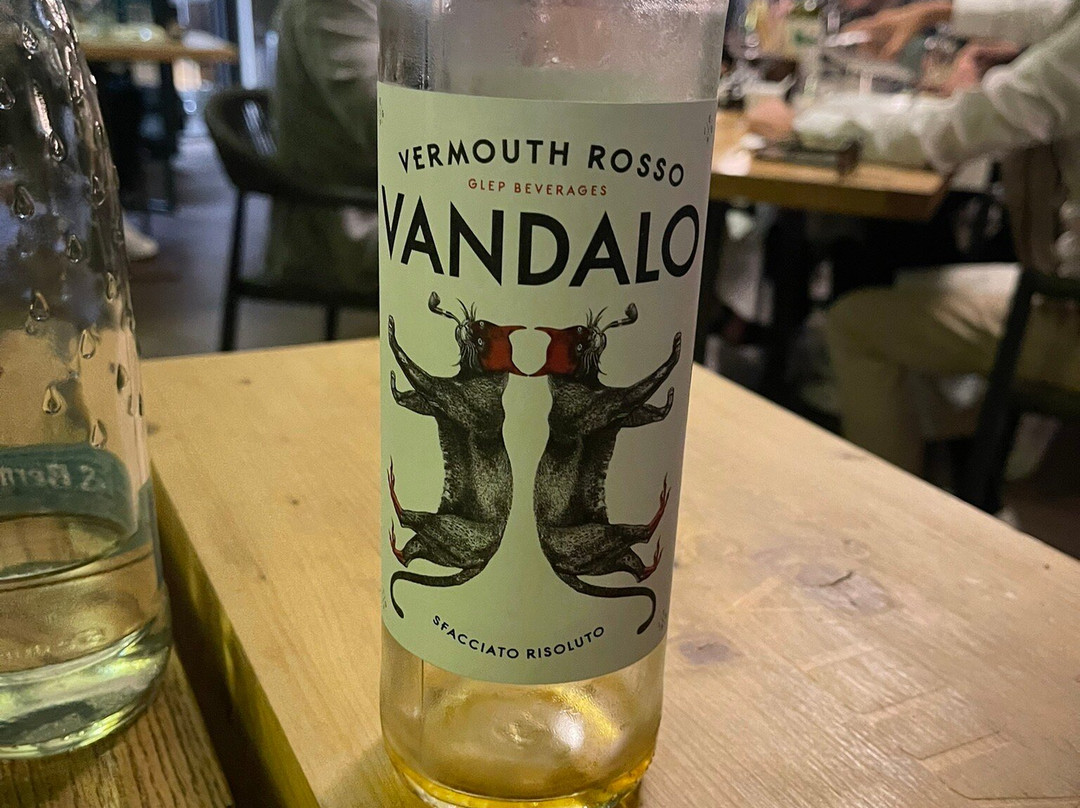 VERMOUTH ROSSO
GLEP BEVERAGES
VANDALO
SFACCIATO RISOLUTO